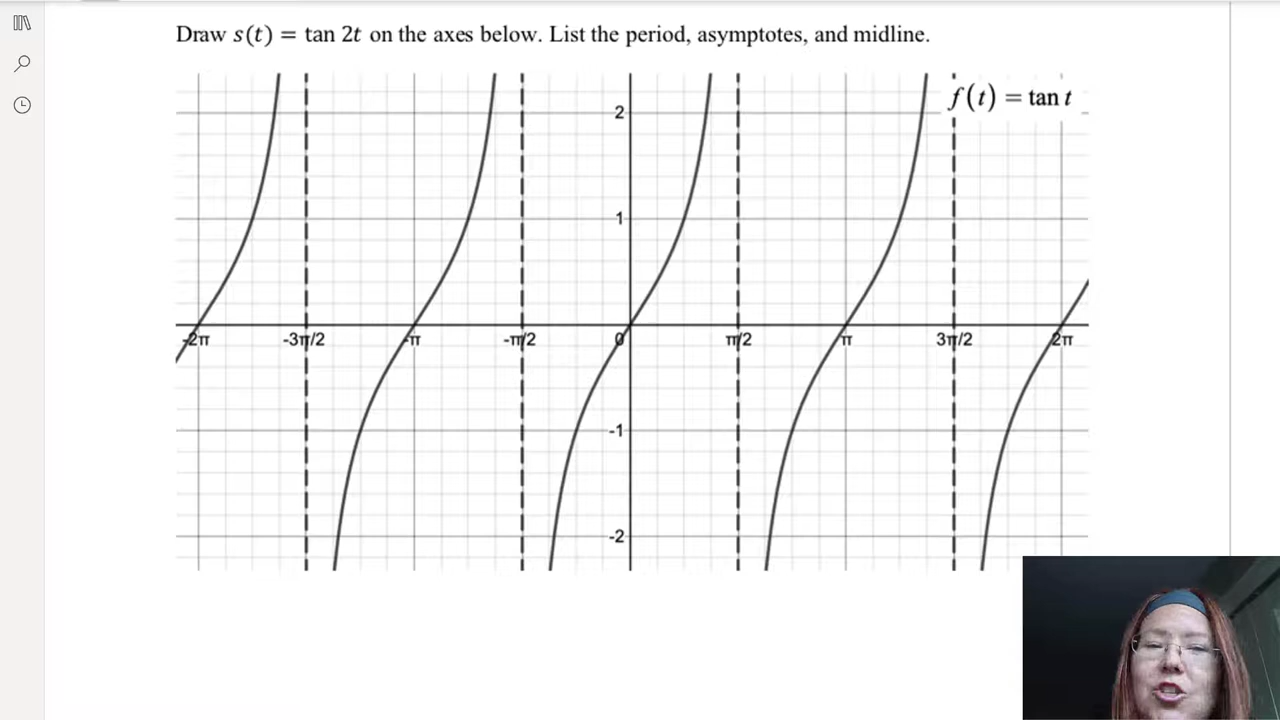 Draw s(t) = tan 2t on the axes below. List the period, asymptotes, and midline.
f(t) = tan t
2
1
-2π -3π/2 -π -π/2 0 π/2 π 3π/2 2π
-1
-2